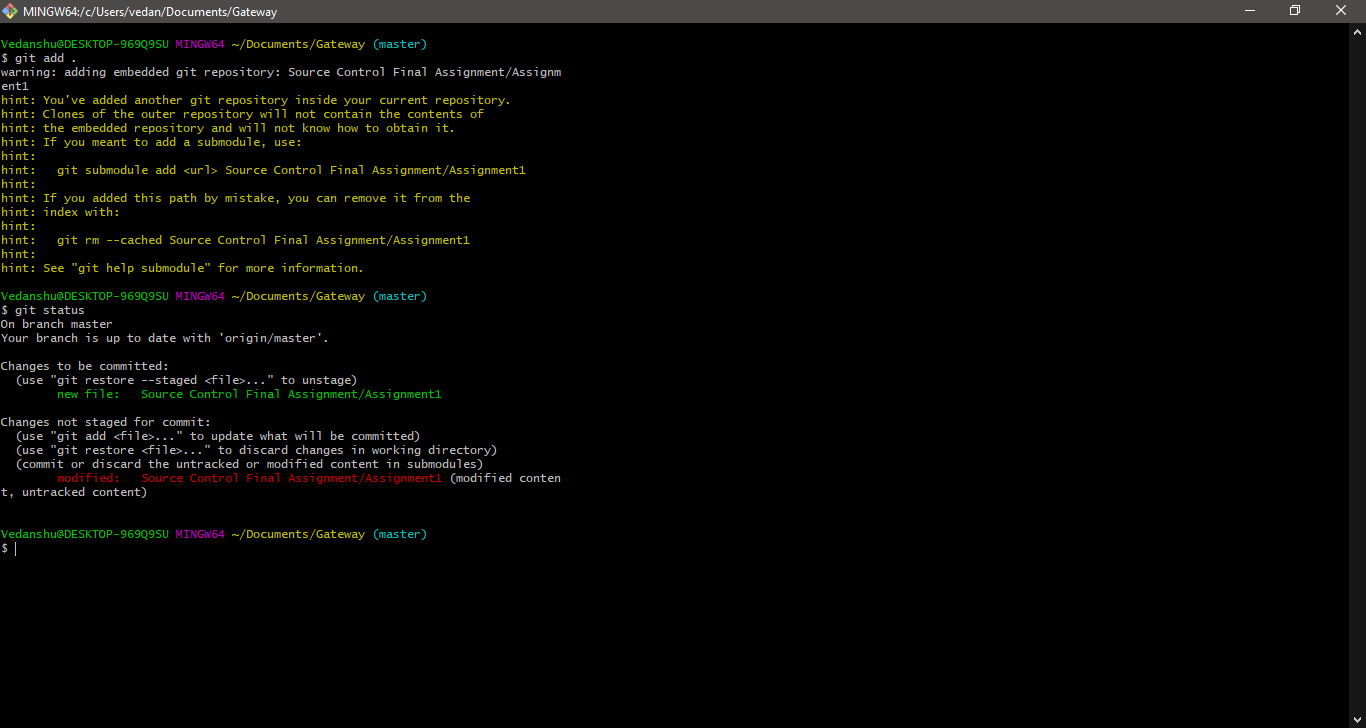 MINGW64:/c/Users/vedan/Documents/Gateway
Vedanshu@DESKTOP-969Q9SU MINGW64 ~/Documents/Gateway (master)
$ git add .
warning: adding embedded git repository: Source Control Final Assignment/Assignm
ent1
hint: You've added another git repository inside your current repository.
hint: Clones of the outer repository will not contain the contents of
hint: the embedded repository and will not know how to obtain it.
hint: If you meant to add a submodule, use:
hint:
hint:   git submodule add <url> Source Control Final Assignment/Assignment1
hint:
hint: If you added this path by mistake, you can remove it from the
hint: index with:
hint:
hint:   git rm --cached Source Control Final Assignment/Assignment1
hint:
hint: See "git help submodule" for more information.
Vedanshu@DESKTOP-969Q9SU MINGW64 ~/Documents/Gateway (master)
$ git status
On branch master
Your branch is up to date with 'origin/master'.
Changes to be committed:
  (use "git restore --staged <file>..." to unstage)
        new file:   Source Control Final Assignment/Assignment1
Changes not staged for commit:
  (use "git add <file>..." to update what will be committed)
  (use "git restore <file>..." to discard changes in working directory)
  (commit or discard the untracked or modified content in submodules)
        modified:   Source Control Final Assignment/Assignment1 (modified conten
t, untracked content)
Vedanshu@DESKTOP-969Q9SU MINGW64 ~/Documents/Gateway (master)
$